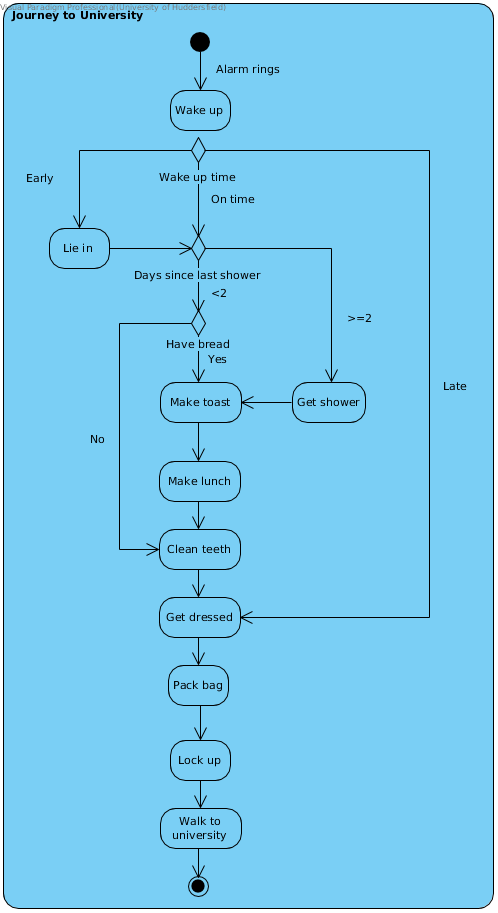 Visual Paradigm Professional(University of Huddersfield)
Journey to University
Alarm rings
Wake up
Early
Wake up time
On time
Lie in
Days since last shower
<2
>=2
Have bread
Yes
Make toast
Get shower
Late
No
Make lunch
Clean teeth
Get dressed
Pack bag
Lock up
Walk to
university